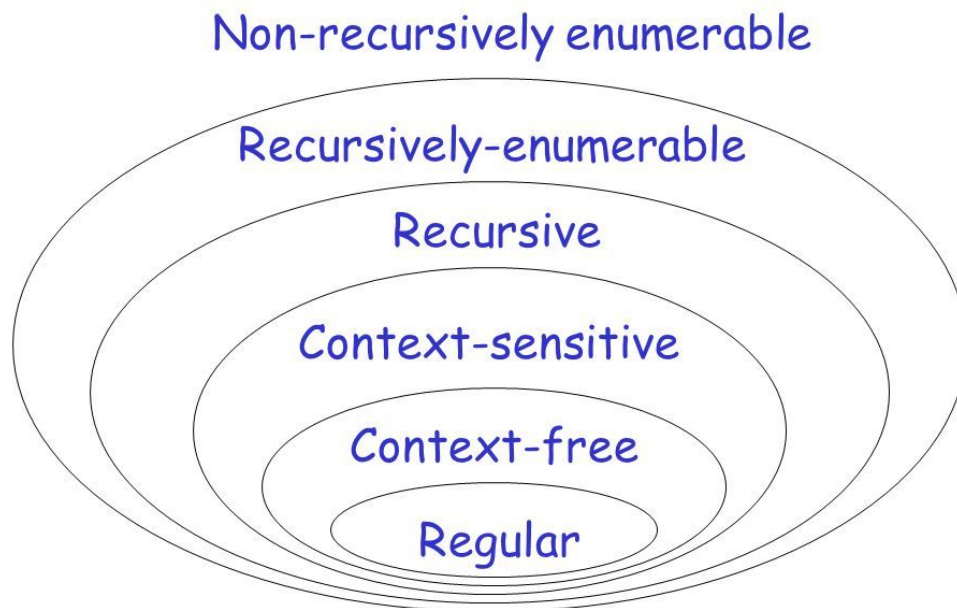 Non-recursively enumerable
Recursively-enumerable
Recursive
Context-sensitive
Context-free
Regular